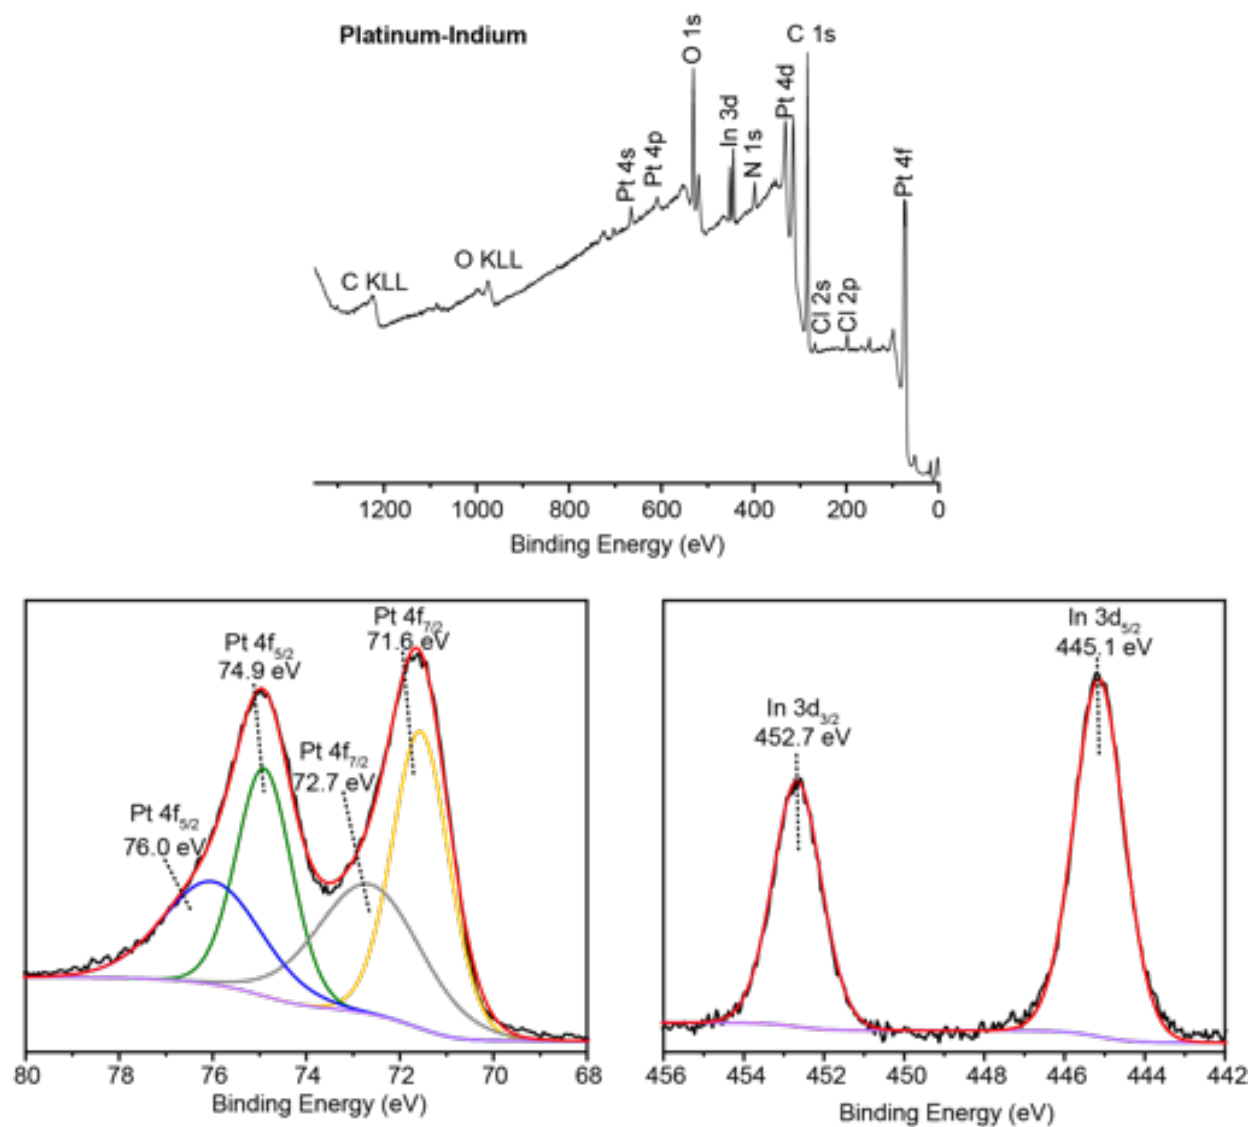 Platinum-Indium
C KLL
O KLL
Pt 4s
Pt 4p
O 1s
In 3d
N 1s
Pt 4d
C 1s
Cl 2s
Cl 2p
Pt 4f
1200 1000 800 600 400 200 0
Binding Energy (eV)
Pt 4f7/2
71.6 eV
Pt 4f5/2
74.9 eV
Pt 4f7/2
72.7 eV
Pt 4f5/2
76.0 eV
80 78 76 74 72 70 68
Binding Energy (eV)
In 3d5/2
445.1 eV
In 3d3/2
452.7 eV
456 454 452 450 448 446 444 442
Binding Energy (eV)